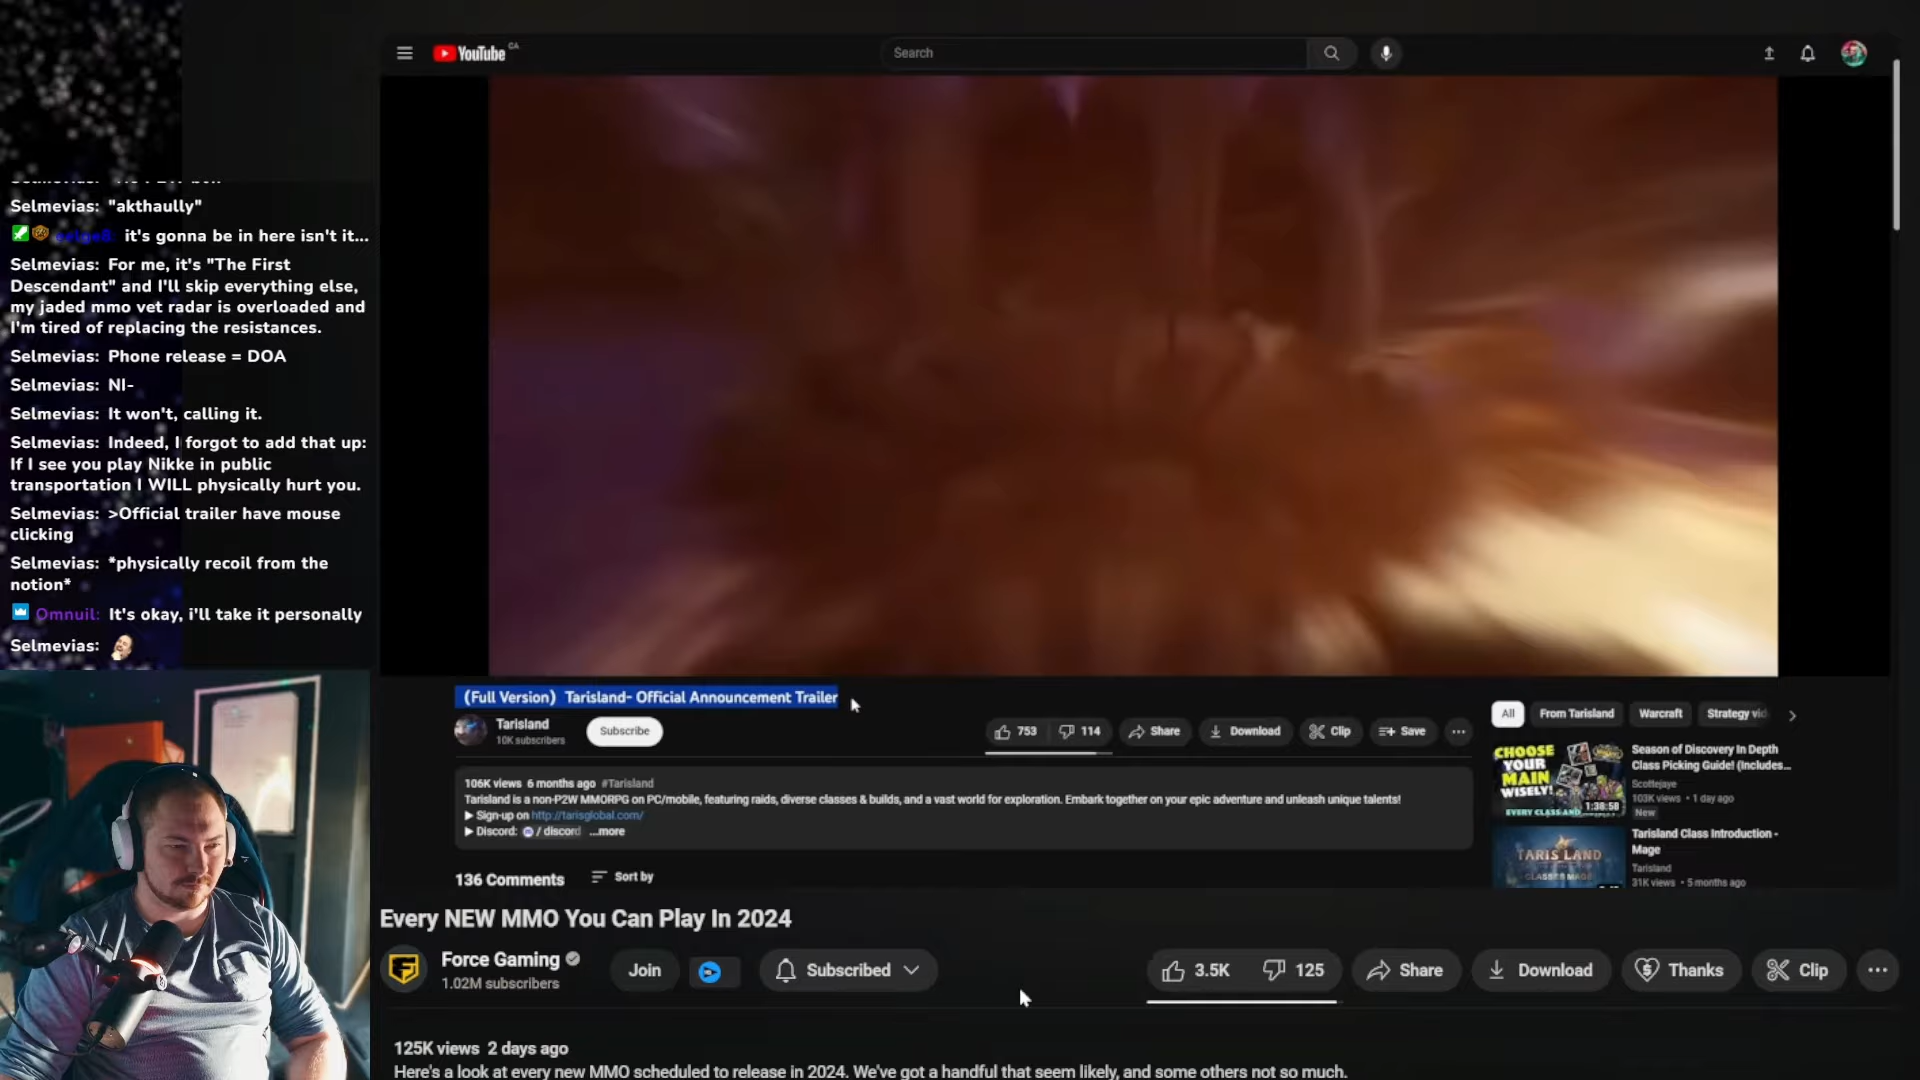 YouTube CA
Search
Selmevias: "akthaully"
it's gonna be in here isn't it...
Selmevias: For me, it's "The First
Descendant" and I'll skip everything else,
my jaded mmo vet radar is overloaded and
I'm tired of replacing the resistances.
Selmevias: Phone release = DOA
Selmevias: NI-
Selmevias: It won't, calling it.
Selmevias: Indeed, I forgot to add that up:
If I see you play Nikke in public
transportation I WILL physically hurt you.
Selmevias: >Official trailer have mouse
clicking
Selmevias: *physically recoil from the
notion*
Omnuil: It's okay, i'll take it personally
Selmevias:
(Full Version) Tarisland- Official Announcement Trailer
Tarisland
10K subscribers
Subscribe
753
114
Share
Download
Clip
Save
106K views 6 months ago #Tarisland
Tarisland is a non-P2W MMORPG on PC/mobile, featuring raids, diverse classes & builds, and a vast world for exploration. Embark together on your epic adventure and unleash unique talents!
▶ Sign-up on http://tarisglobal.com/
▶ Discord: / discord ...more
136 Comments
Sort by
All
From Tarisland
Warcraft
Strategy vid
CHOOSE
YOUR
MAIN
WISELY!
EVERY CLASS AND
1:38:58
Season of Discovery In Depth
Class Picking Guide! (Includes...
Scottejaye
103K views • 1 day ago
New
TARISLAND
CLASSES MAGE
Tarisland Class Introduction -
Mage
Tarisland
31K views • 5 months ago
Every NEW MMO You Can Play In 2024
Force Gaming
1.02M subscribers
Join
Subscribed
3.5K
125
Share
Download
Thanks
Clip
125K views 2 days ago
Here's a look at every new MMO scheduled to release in 2024. We've got a handful that seem likely, and some others not so much.